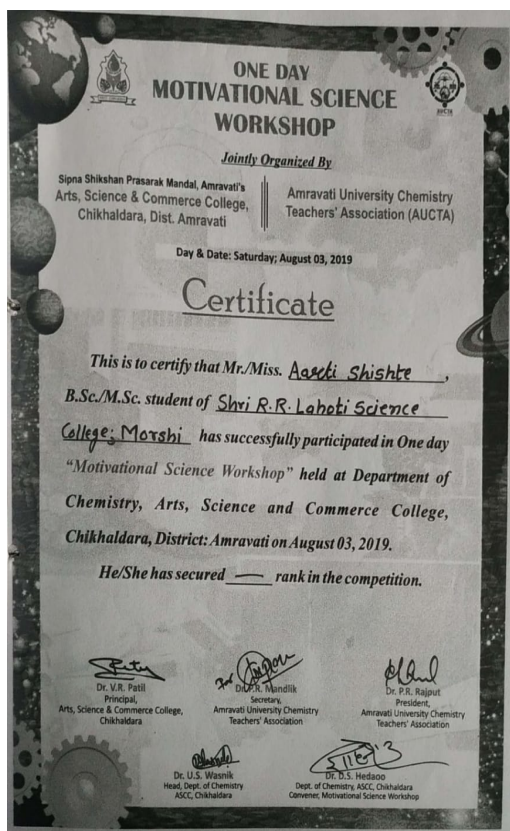 ONE DAY
MOTIVATIONAL SCIENCE
WORKSHOP
Jointly Organized By
Sipna Shikshan Prasarak Mandal, Amravati's
Arts, Science & Commerce College,
Chikhaldara, Dist. Amravati
Amravati University Chemistry
Teachers' Association (AUCTA)
Day & Date: Saturday; August 03, 2019
Certificate
This is to certify that Mr./Miss. Aarti Shishte,
B.Sc./M.Sc. student of Shri R.R. Lahoti Science
College; Morshi has successfully participated in One day
"Motivational Science Workshop" held at Department of
Chemistry, Arts, Science and Commerce College,
Chikhaldara, District: Amravati on August 03, 2019.
He/She has secured — rank in the competition.
Dr. V.R. Patil
Principal,
Arts, Science & Commerce College,
Chikhaldara
For
Dr. P.R. Mandlik
Secretary,
Amravati University Chemistry
Teachers' Association
Dr. P.R. Rajput
President,
Amravati University Chemistry
Teachers' Association
Dr. U.S. Wasnik
Head, Dept. of Chemistry
ASCC, Chikhaldara
Dr. D.S. Hedaoo
Dept. of Chemistry, ASCC, Chikhaldara
Convener, Motivational Science Workshop